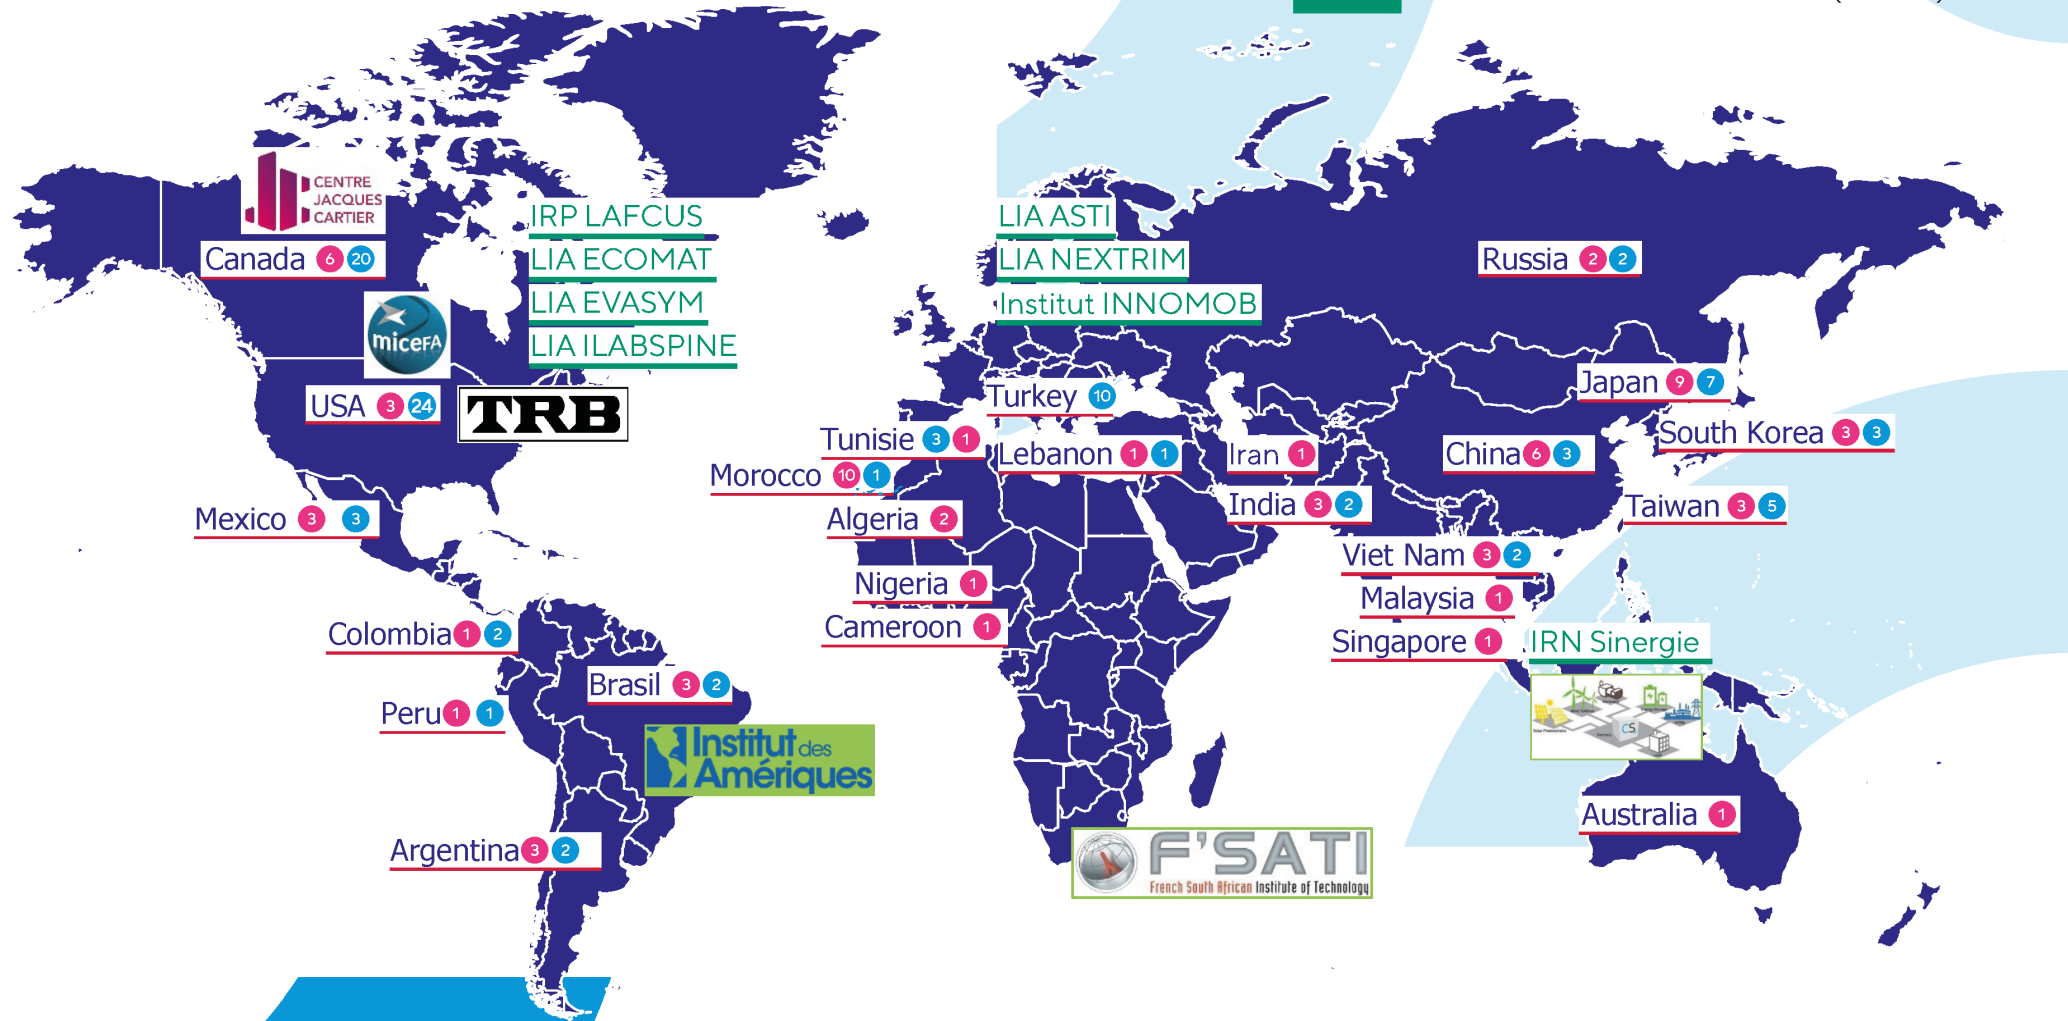 CENTRE
JACQUES
CARTIER
Canada 6 20
IRP LAFCUS
LIA ECOMAT
LIA EVASYM
LIA ILABSPINE
miceFA
USA 3 24
TRB
Mexico 3 3
Colombia 1 2
Peru 1 1
Brasil 3 2
Institut des
Amériques
Argentina 3 2
LIA ASTI
LIA NEXTRIM
Institut INNOMOB
Turkey 10
Tunisie 3 1
Lebanon 1 1
Morocco 10 1
Algeria 2
Nigeria 1
Cameroon 1
F'SATI
French South African Institute of Technology
Russia 2 2
Japan 9 7
South Korea 3 3
China 6 3
Iran 1
India 3 2
Taiwan 3 5
Viet Nam 3 2
Malaysia 1
Singapore 1
IRN Sinergie
CS
Australia 1